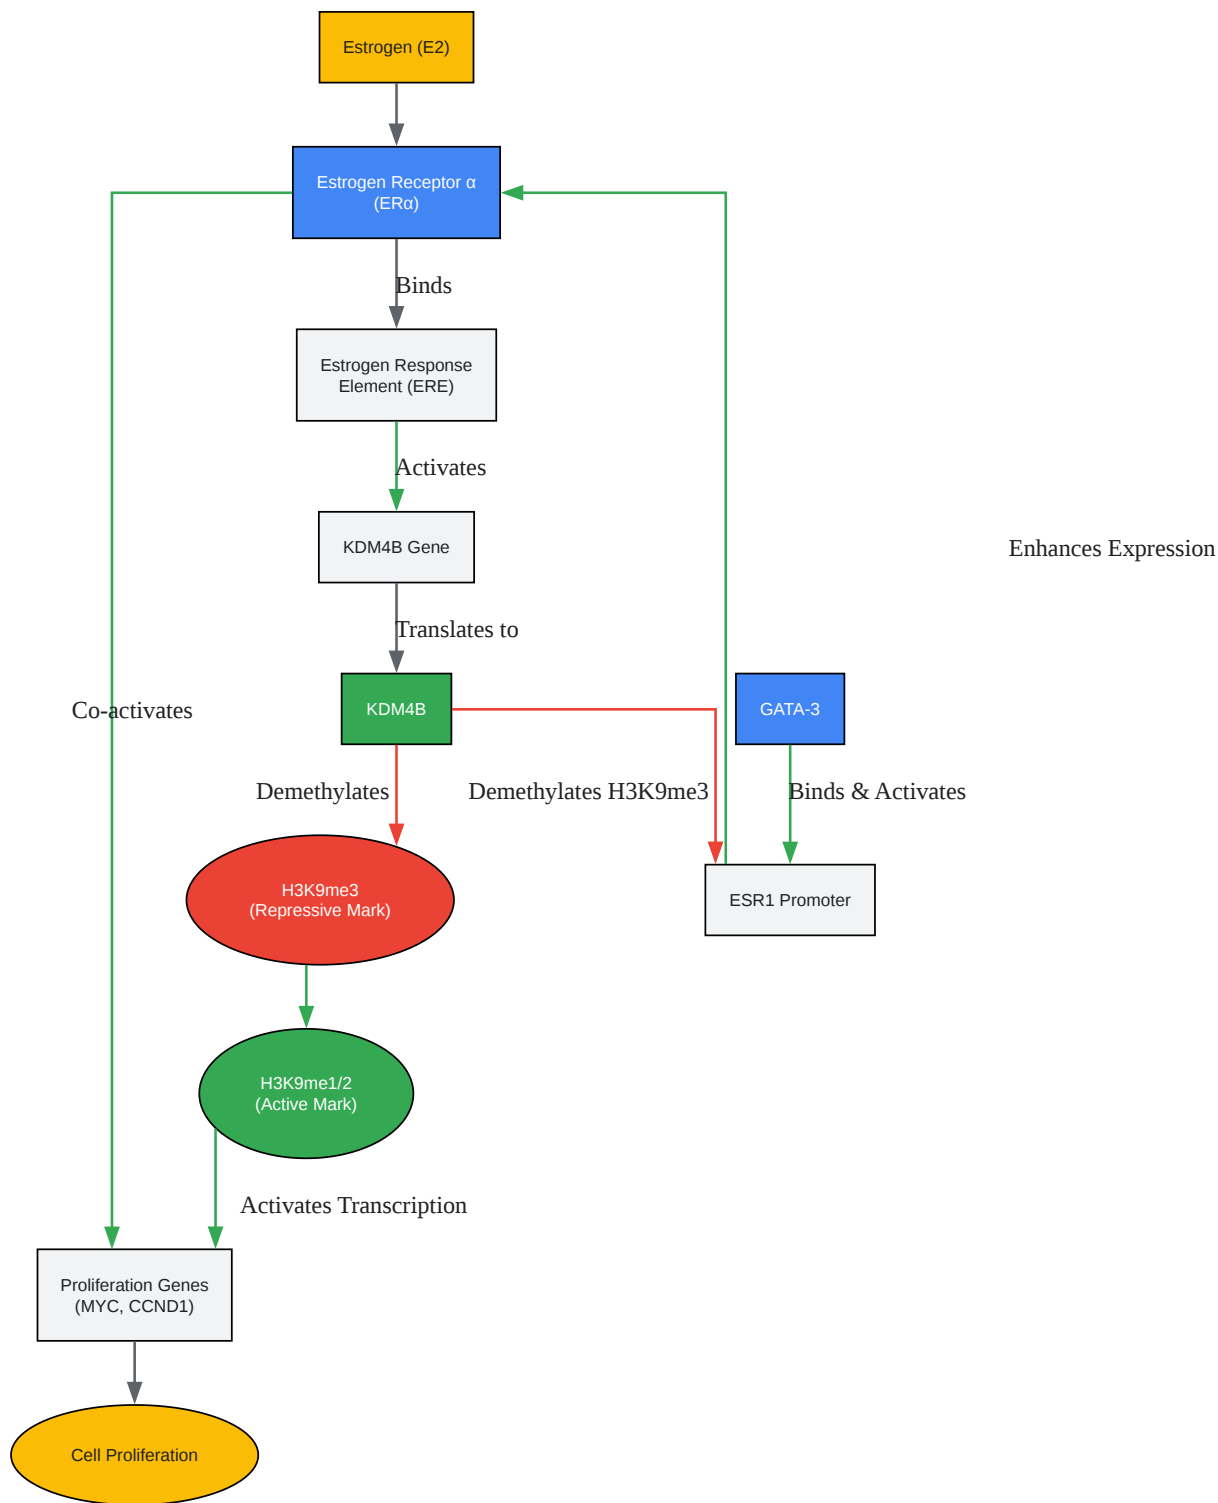 Estrogen (E2)
Estrogen Receptor α
(ERα)
Binds
Estrogen Response
Element (ERE)
Activates
KDM4B Gene
Enhances Expression
Translates to
Co-activates
KDM4B
GATA-3
Demethylates
Demethylates H3K9me3
Binds & Activates
H3K9me3
(Repressive Mark)
ESR1 Promoter
H3K9me1/2
(Active Mark)
Activates Transcription
Proliferation Genes
(MYC, CCND1)
Cell Proliferation